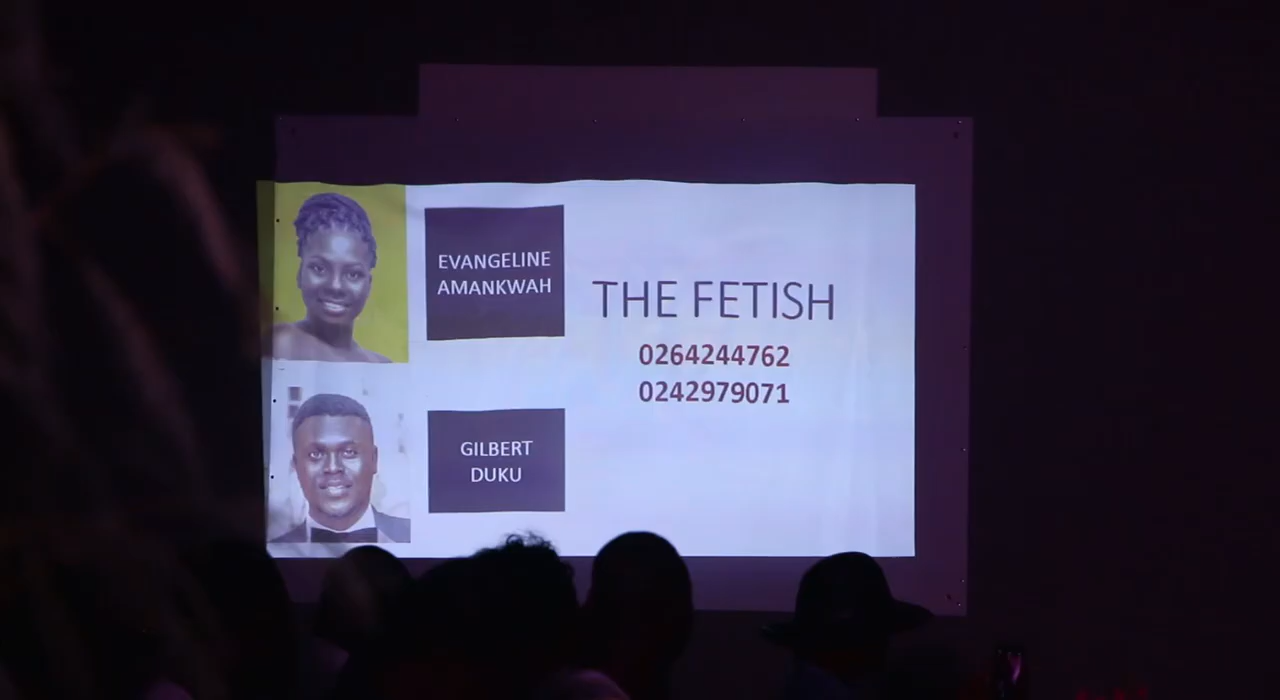 EVANGELINE
AMANKWAH
THE FETISH
0264244762
0242979071
GILBERT
DUKU